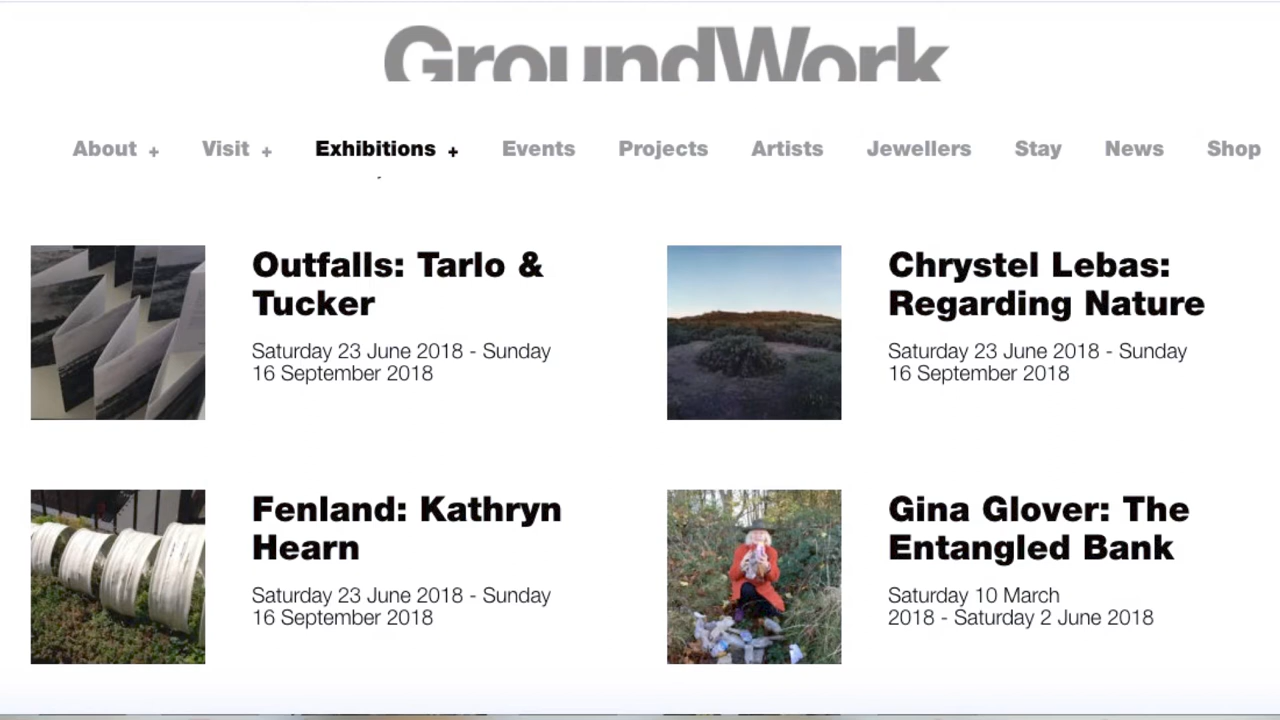 GroundWork
About + Visit + Exhibitions + Events Projects Artists Jewellers Stay News Shop
Outfalls: Tarlo &
Tucker
Saturday 23 June 2018 - Sunday
16 September 2018
Chrystel Lebas:
Regarding Nature
Saturday 23 June 2018 - Sunday
16 September 2018
Fenland: Kathryn
Hearn
Saturday 23 June 2018 - Sunday
16 September 2018
Gina Glover: The
Entangled Bank
Saturday 10 March
2018 - Saturday 2 June 2018